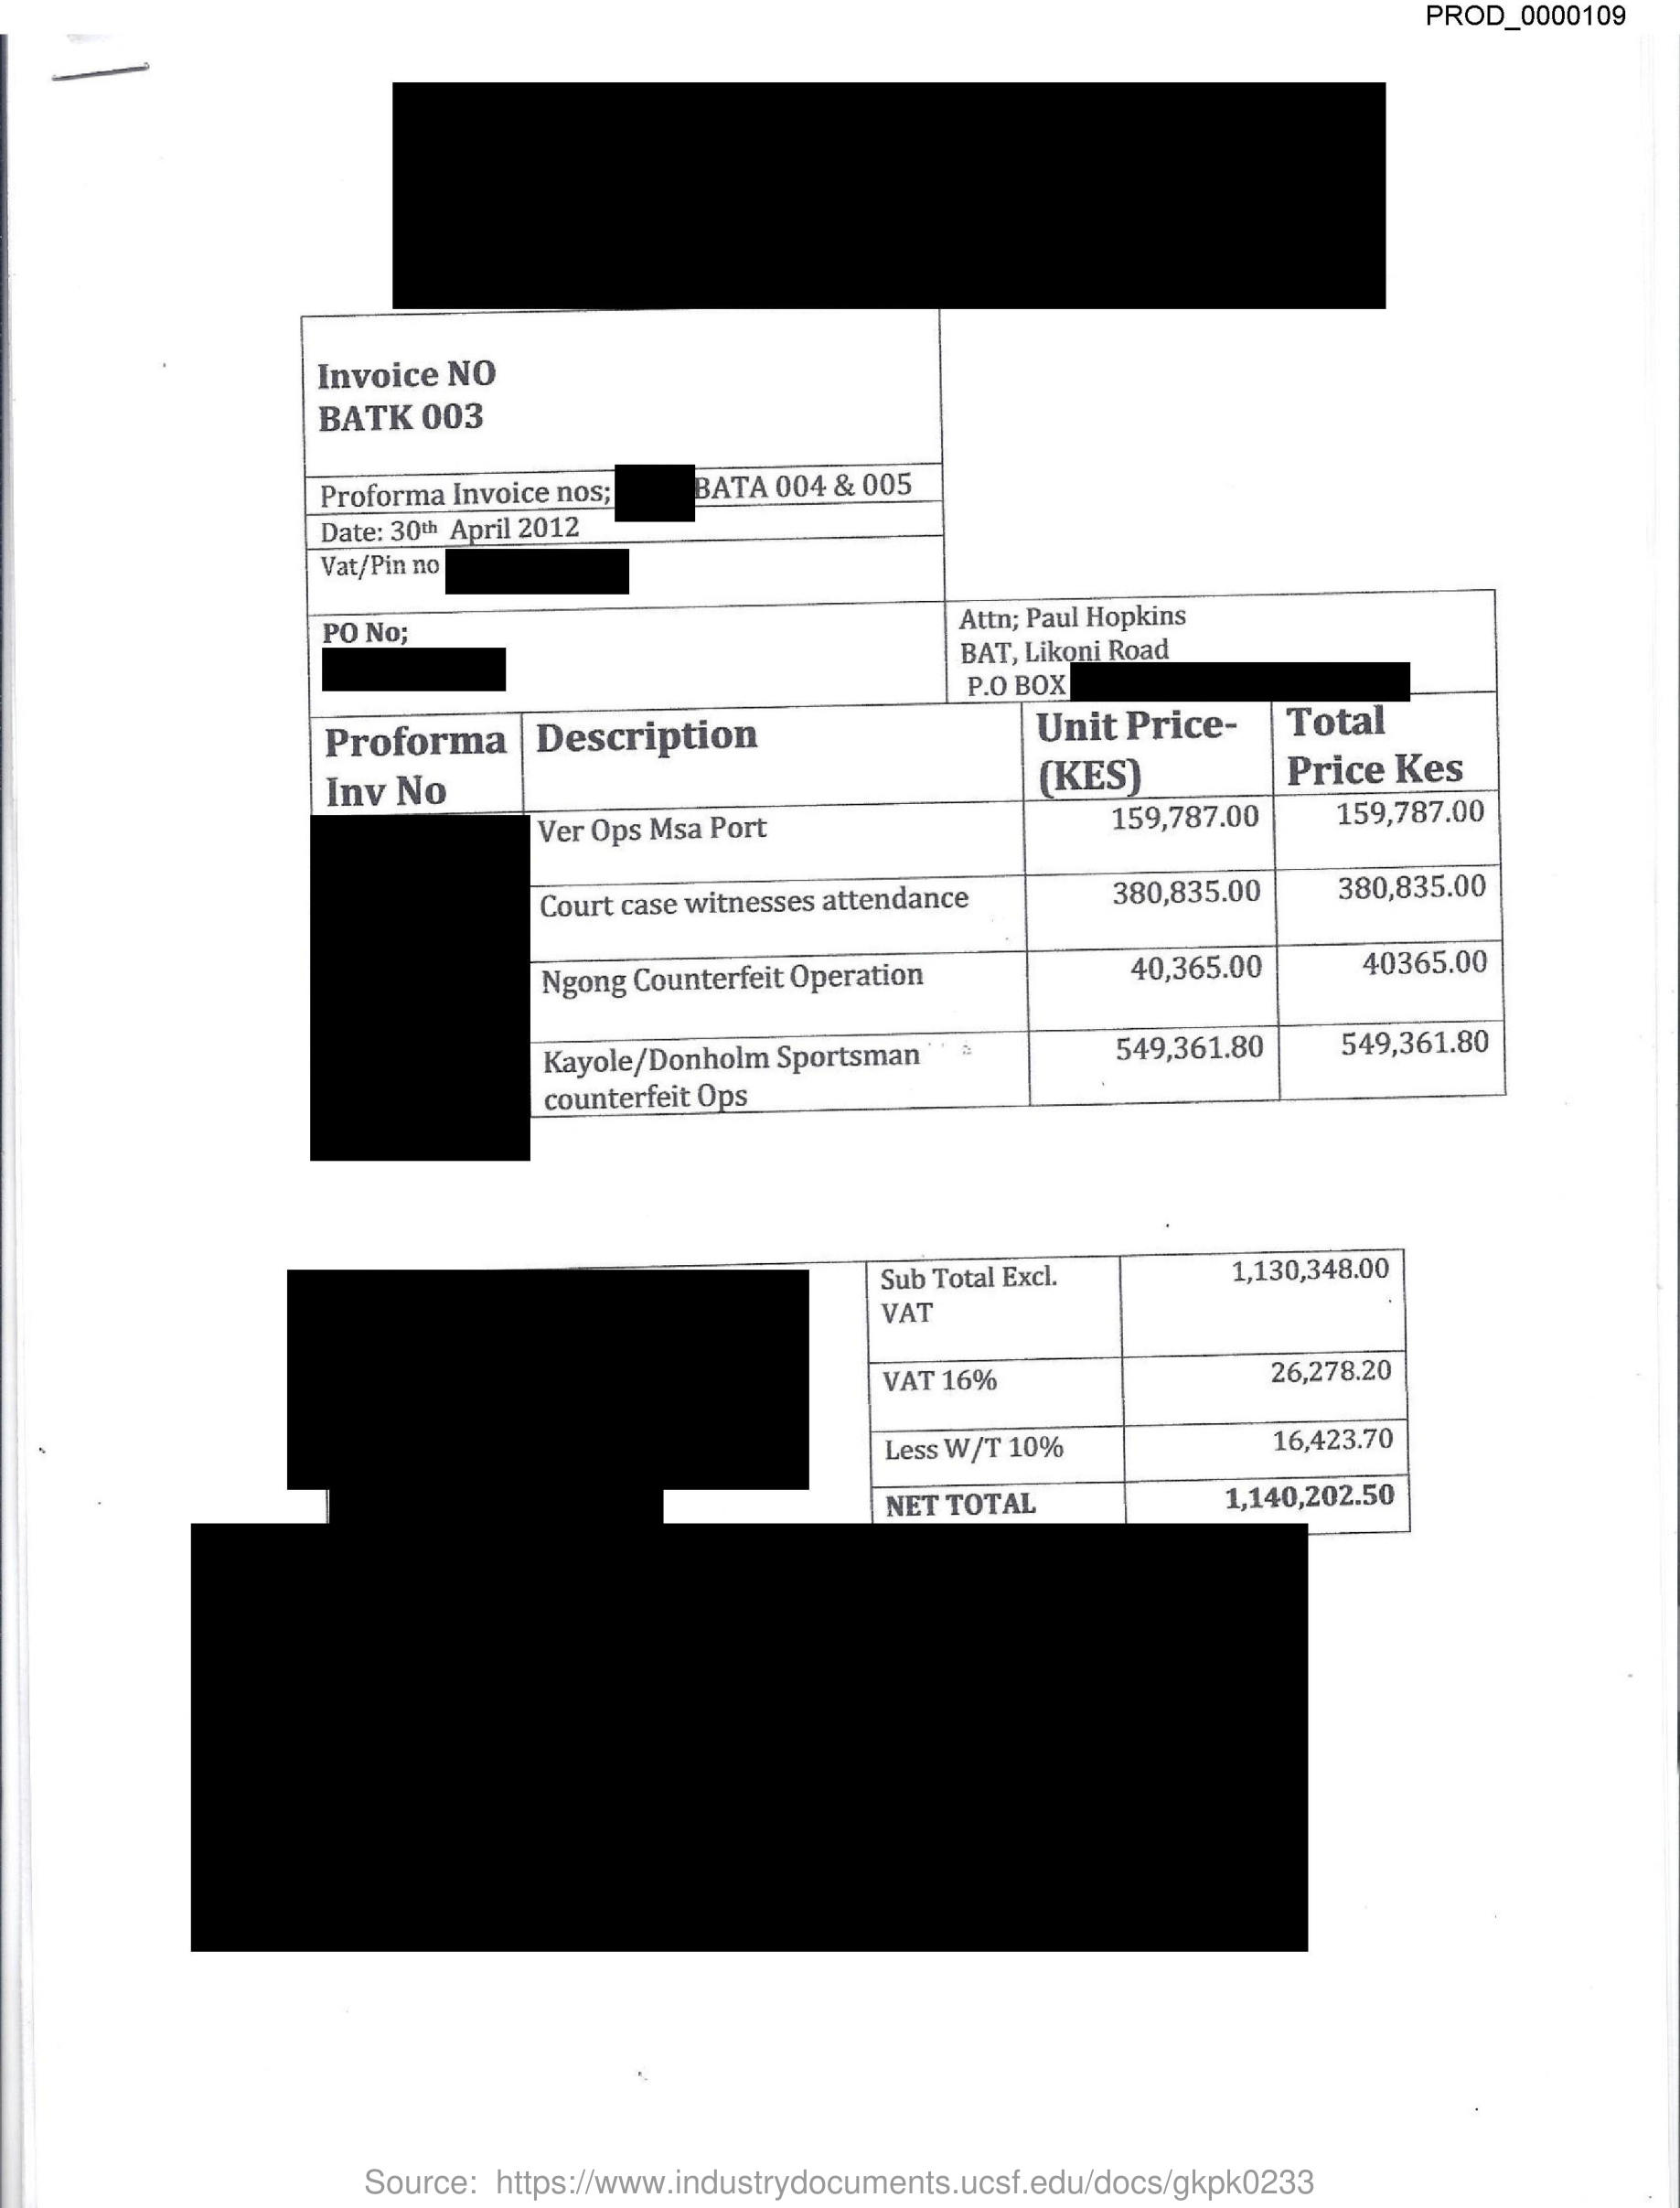 PROD_0000109
Invoice NO
BATK 003
Proforma Invoice nos; BATA 004 & 005
Date: 30th April 2012
Vat/Pin no
PO No;
Attn; Paul Hopkins
BAT, Likoni Road
P.O BOX
Proforma Inv No Description Unit Price- (KES) Total Price Kes
Ver Ops Msa Port 159,787.00 159,787.00
Court case witnesses attendance 380,835.00 380,835.00
Ngong Counterfeit Operation 40,365.00 40365.00
Kayole/Donholm Sportsman 549,361.80 549,361.80
counterfeit Ops
Sub Total Excl. 1,130,348.00
VAT
VAT 16% 26,278.20
Less W/T 10% 16,423.70
NET TOTAL 1,140,202.50
Source: https://www.industrydocuments.ucsf.edu/docs/gkpk0233